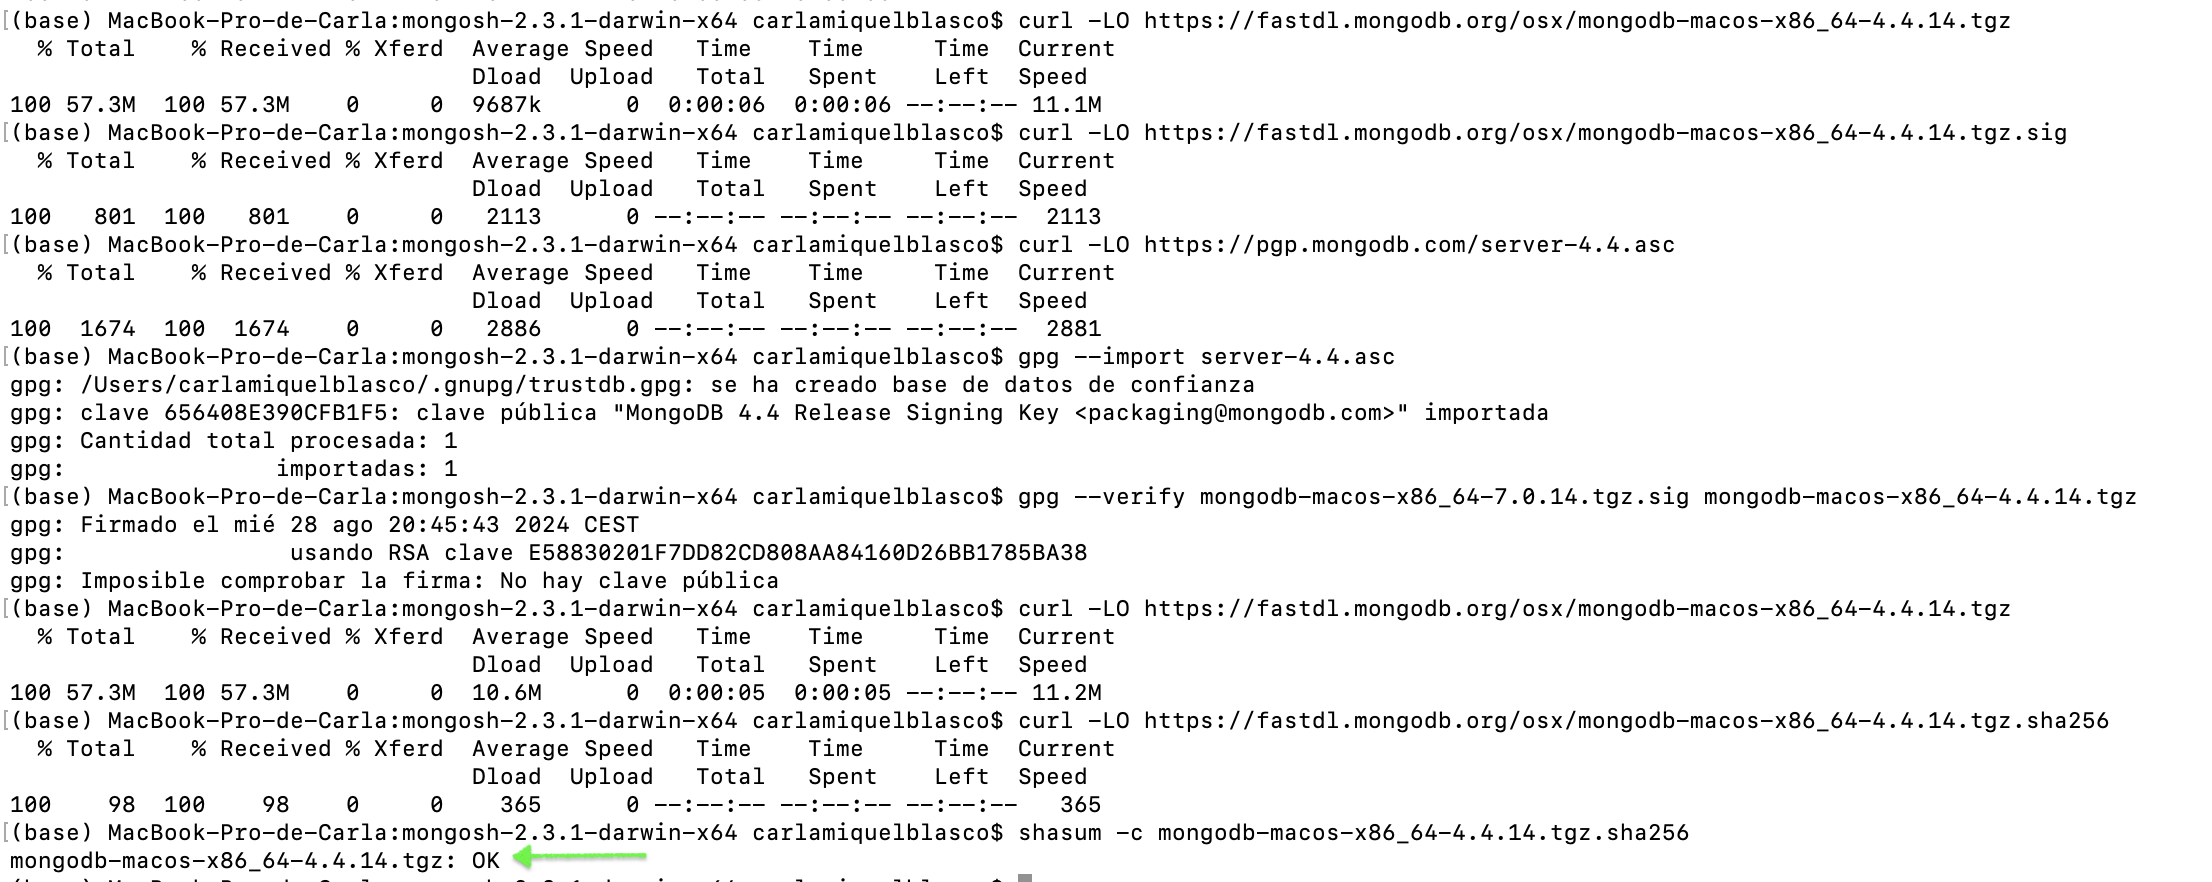 (base) MacBook-Pro-de-Carla:mongosh-2.3.1-darwin-x64 carlamiquelblasco$ curl -LO https://fastdl.mongodb.org/osx/mongodb-macos-x86_64-4.4.14.tgz
% Total % Received % Xferd Average Speed Time Time Time Current
Dload Upload Total Spent Left Speed
100 57.3M 100 57.3M 0 0 9687k 0 0:00:06 0:00:06 --:--:-- 11.1M
(base) MacBook-Pro-de-Carla:mongosh-2.3.1-darwin-x64 carlamiquelblasco$ curl -LO https://fastdl.mongodb.org/osx/mongodb-macos-x86_64-4.4.14.tgz.sig
% Total % Received % Xferd Average Speed Time Time Time Current
Dload Upload Total Spent Left Speed
100 801 100 801 0 0 2113 0 --:--:-- --:--:-- --:--:-- 2113
(base) MacBook-Pro-de-Carla:mongosh-2.3.1-darwin-x64 carlamiquelblasco$ curl -LO https://pgp.mongodb.com/server-4.4.asc
% Total % Received % Xferd Average Speed Time Time Time Current
Dload Upload Total Spent Left Speed
100 1674 100 1674 0 0 2886 0 --:--:-- --:--:-- --:--:-- 2881
(base) MacBook-Pro-de-Carla:mongosh-2.3.1-darwin-x64 carlamiquelblasco$ gpg --import server-4.4.asc
gpg: /Users/carlamiquelblasco/.gnupg/trustdb.gpg: se ha creado base de datos de confianza
gpg: clave 656408E390CFB1F5: clave pública "MongoDB 4.4 Release Signing Key <packaging@mongodb.com>" importada
gpg: Cantidad total procesada: 1
gpg: importadas: 1
(base) MacBook-Pro-de-Carla:mongosh-2.3.1-darwin-x64 carlamiquelblasco$ gpg --verify mongodb-macos-x86_64-7.0.14.tgz.sig mongodb-macos-x86_64-4.4.14.tgz
gpg: Firmado el mié 28 ago 20:45:43 2024 CEST
gpg: usando RSA clave E58830201F7DD82CD808AA84160D26BB1785BA38
gpg: Imposible comprobar la firma: No hay clave pública
(base) MacBook-Pro-de-Carla:mongosh-2.3.1-darwin-x64 carlamiquelblasco$ curl -LO https://fastdl.mongodb.org/osx/mongodb-macos-x86_64-4.4.14.tgz
% Total % Received % Xferd Average Speed Time Time Time Current
Dload Upload Total Spent Left Speed
100 57.3M 100 57.3M 0 0 10.6M 0 0:00:05 0:00:05 --:--:-- 11.2M
(base) MacBook-Pro-de-Carla:mongosh-2.3.1-darwin-x64 carlamiquelblasco$ curl -LO https://fastdl.mongodb.org/osx/mongodb-macos-x86_64-4.4.14.tgz.sha256
% Total % Received % Xferd Average Speed Time Time Time Current
Dload Upload Total Spent Left Speed
100 98 100 98 0 0 365 0 --:--:-- --:--:-- --:--:-- 365
(base) MacBook-Pro-de-Carla:mongosh-2.3.1-darwin-x64 carlamiquelblasco$ shasum -c mongodb-macos-x86_64-4.4.14.tgz.sha256
mongodb-macos-x86_64-4.4.14.tgz: OK